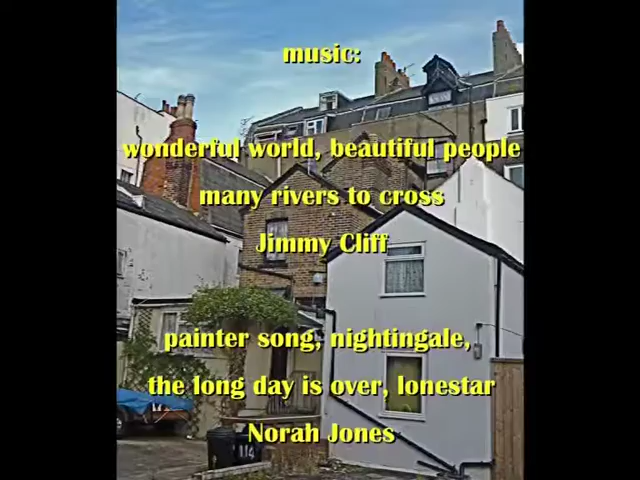 music:
wonderful world, beautiful people
many rivers to cross
Jimmy Cliff
painter song, nightingale,
the long day is over, lonestar
Norah Jones
114